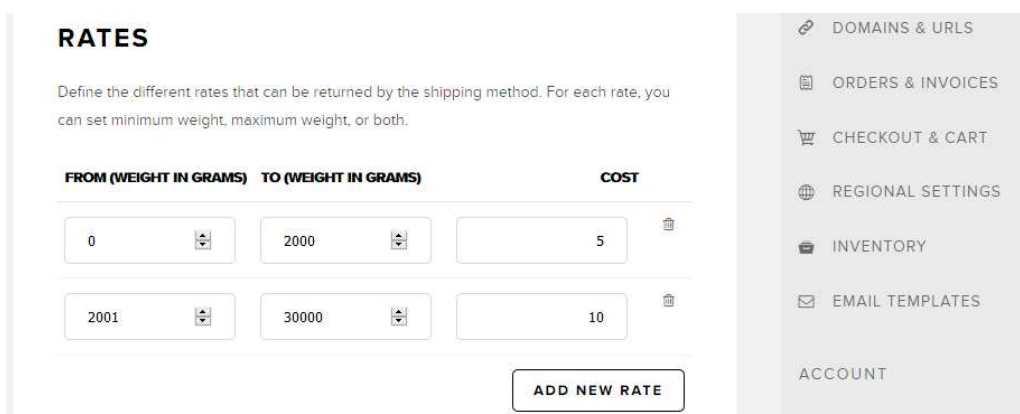 RATES
Define the different rates that can be returned by the shipping method. For each rate, you
can set minimum weight, maximum weight, or both.
FROM (WEIGHT IN GRAMS) TO (WEIGHT IN GRAMS) COST
0 2000 5
2001 30000 10
ADD NEW RATE
DOMAINS & URLS
ORDERS & INVOICES
CHECKOUT & CART
REGIONAL SETTINGS
INVENTORY
EMAIL TEMPLATES
ACCOUNT